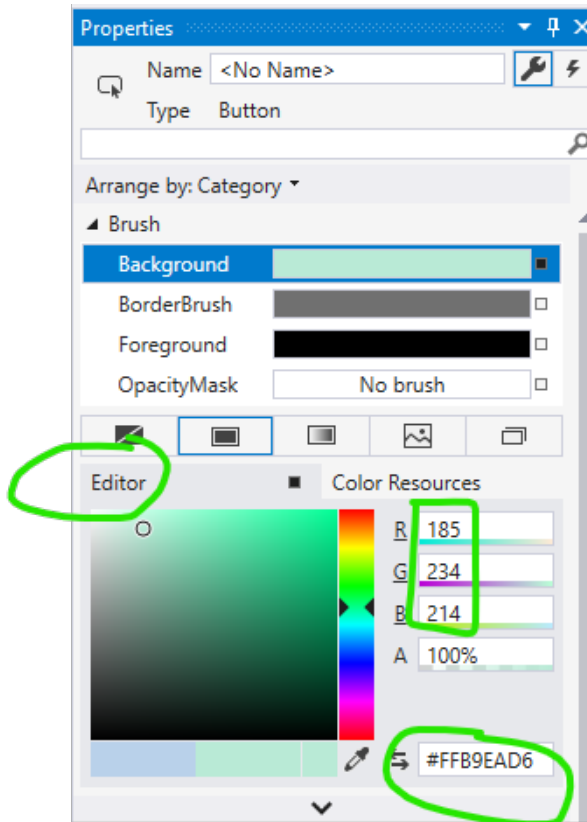 Properties
Name <No Name>
Type Button
Arrange by: Category
Brush
Background
BorderBrush
Foreground
OpacityMask No brush
Editor Color Resources
R 185
G 234
B 214
A 100%
#FFB9EAD6